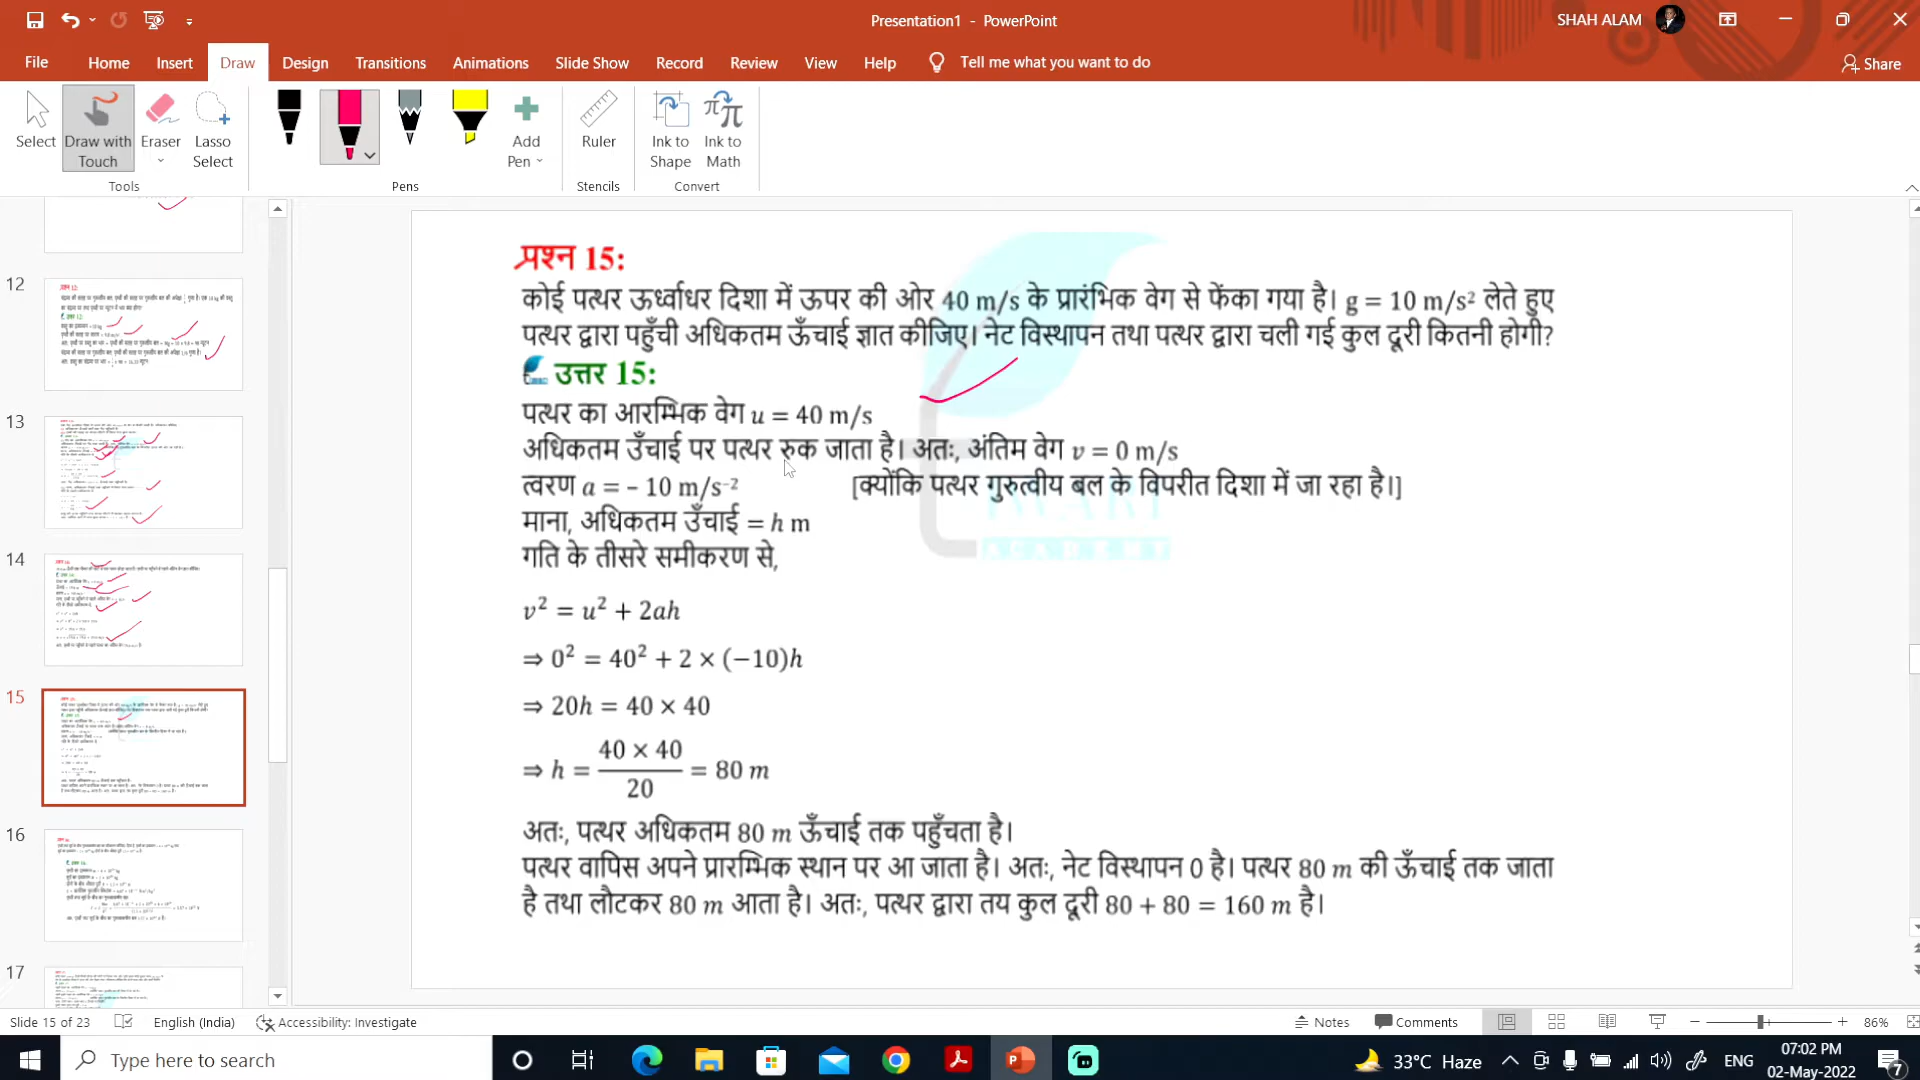 Presentation1 - PowerPoint
SHAH ALAM
File Home Insert Draw Design Transitions Animations Slide Show Record Review View Help Tell me what you want to do Share
Select Draw with Touch Eraser Lasso Select Add Pen Ruler Ink to Shape Ink to Math
Tools Pens Stencils Convert
12
13
14
15
16
17
प्रश्न 15:
कोई पत्थर ऊर्ध्वाधर दिशा में ऊपर की ओर 40 m/s के प्रारंभिक वेग से फेंका गया है। g = 10 m/s² लेते हुए
पत्थर द्वारा पहुँची अधिकतम ऊँचाई ज्ञात कीजिए। नेट विस्थापन तथा पत्थर द्वारा चली गई कुल दूरी कितनी होगी?
उत्तर 15:
पत्थर का आरम्भिक वेग u = 40 m/s
अधिकतम उँचाई पर पत्थर रुक जाता है। अतः, अंतिम वेग v = 0 m/s
त्वरण a = – 10 m/s⁻² [क्योंकि पत्थर गुरुत्वीय बल के विपरीत दिशा में जा रहा है।]
माना, अधिकतम उँचाई = h m
गति के तीसरे समीकरण से,
v² = u² + 2ah
⇒ 0² = 40² + 2 × (−10)h
⇒ 20h = 40 × 40
⇒ h = 40 × 40 / 20 = 80 m
अतः, पत्थर अधिकतम 80 m ऊँचाई तक पहुँचता है।
पत्थर वापिस अपने प्रारम्भिक स्थान पर आ जाता है। अतः, नेट विस्थापन 0 है। पत्थर 80 m की ऊँचाई तक जाता
है तथा लौटकर 80 m आता है। अतः, पत्थर द्वारा तय कुल दूरी 80 + 80 = 160 m है।
ACADEMY
Slide 15 of 23 English (India) Accessibility: Investigate Notes Comments 86%
Type here to search
33°C Haze ENG
07:02 PM
02-May-2022
7